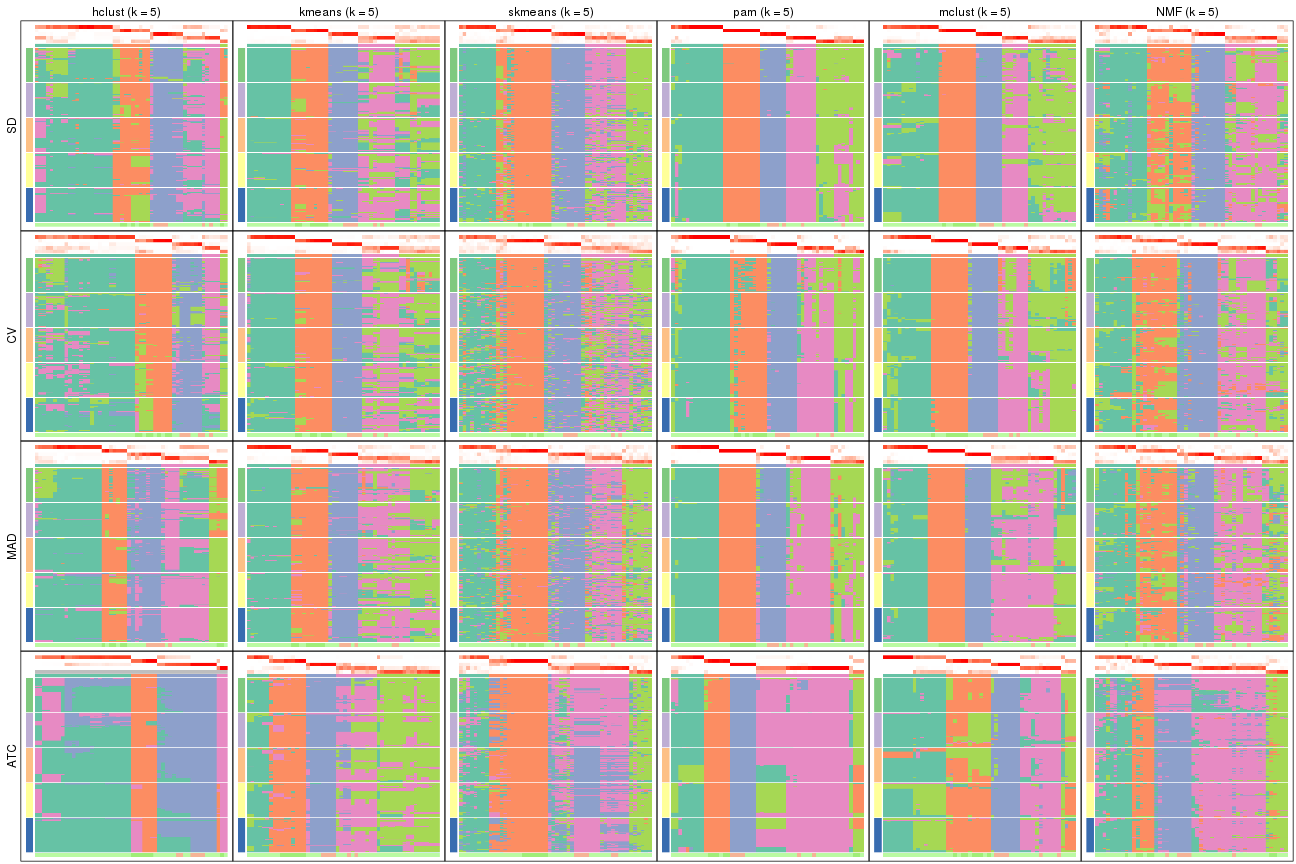 hclust (k = 5) kmeans (k = 5) skmeans (k = 5) pam (k = 5) mclust (k = 5) NMF (k = 5)
SD
CV
MAD
ATC